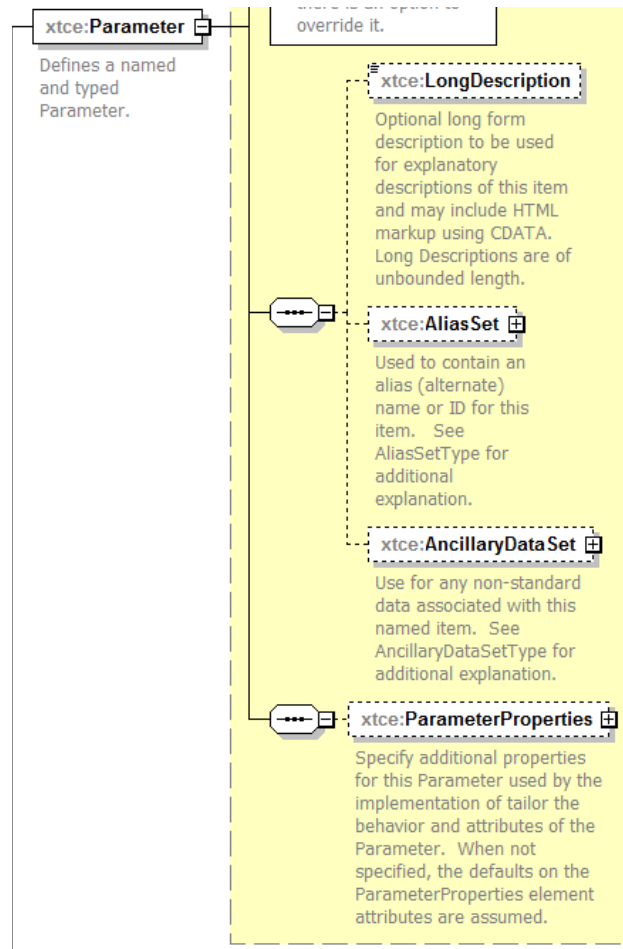 override it.
xtce:Parameter
Defines a named
and typed
Parameter.
xtce:LongDescription
Optional long form
description to be used
for explanatory
descriptions of this item
and may include HTML
markup using CDATA.
Long Descriptions are of
unbounded length.
xtce:AliasSet
Used to contain an
alias (alternate)
name or ID for this
item.   See
AliasSetType for
additional
explanation.
xtce:AncillaryDataSet
Use for any non-standard
data associated with this
named item.  See
AncillaryDataSetType for
additional explanation.
xtce:ParameterProperties
Specify additional properties
for this Parameter used by the
implementation of tailor the
behavior and attributes of the
Parameter.  When not
specified, the defaults on the
ParameterProperties element
attributes are assumed.